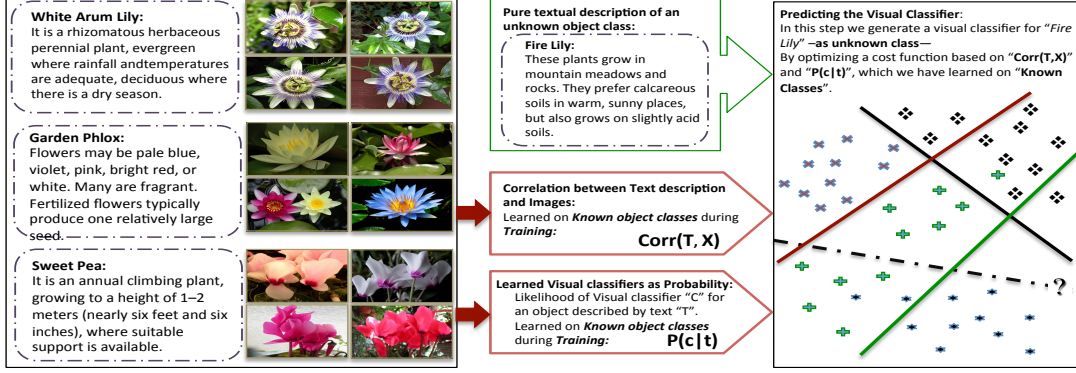 White Arum Lily:
It is a rhizomatous herbaceous
perennial plant, evergreen
where rainfall andtemperatures
are adequate, deciduous where
there is a dry season.
Garden Phlox:
Flowers may be pale blue,
violet, pink, bright red, or
white. Many are fragrant.
Fertilized flowers typically
produce one relatively large
seed.
Sweet Pea:
It is an annual climbing plant,
growing to a height of 1–2
meters (nearly six feet and six
inches), where suitable
support is available.
Pure textual description of an
unknown object class:
Fire Lily:
These plants grow in
mountain meadows and
rocks. They prefer calcareous
soils in warm, sunny places,
but also grows on slightly acid
soils.
Correlation between Text description
and Images:
Learned on Known object classes during
Training:
Corr(T, X)
Learned Visual classifiers as Probability:
Likelihood of Visual classifier "C" for
an object described by text "T".
Learned on Known object classes
during Training:
P(c|t)
Predicting the Visual Classifier:
In this step we generate a visual classifier for "Fire
Lily" –as unknown class—
By optimizing a cost function based on "Corr(T,X)"
and "P(c|t)", which we have learned on "Known
Classes".
?